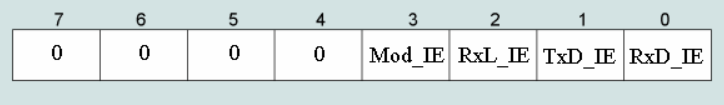 7 6 5 4 3 2 1 0
0 0 0 0 Mod_IE RxL_IE TxD_IE RxD_IE